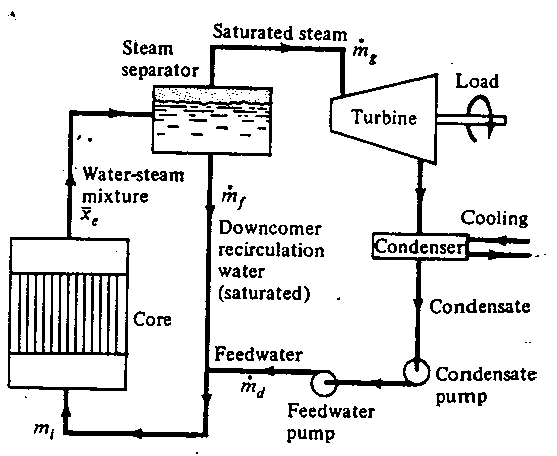 Saturated steam
ṁg
Steam
separator
Load
Turbine
Water-steam
mixture
x̅e
ṁf
Downcomer
recirculation
water
(saturated)
Cooling
Condenser
Condensate
Core
Feedwater
ṁd
Condensate
pump
Feedwater
pump
mi